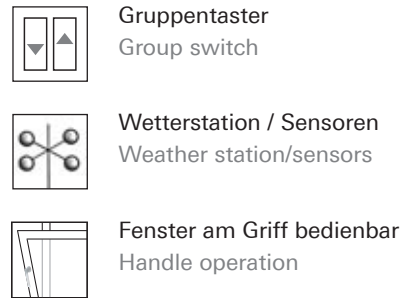 Gruppentaster
Group switch
Wetterstation / Sensoren
Weather station/sensors
Fenster am Griff bedienbar
Handle operation